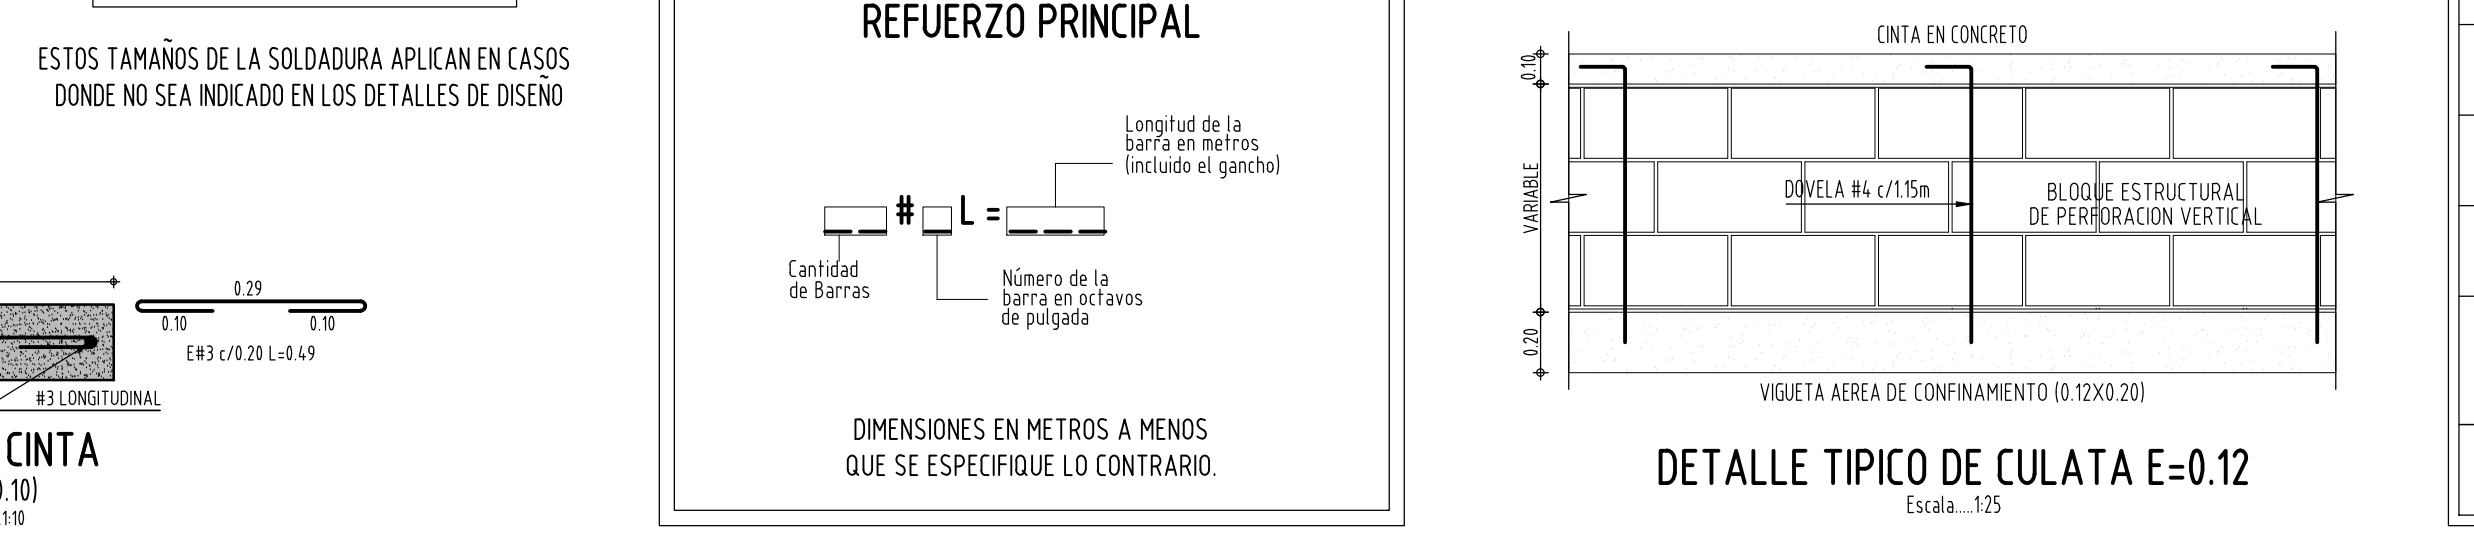 ESTOS TAMAÑOS DE LA SOLDADURA APLICAN EN CASOS
DONDE NO SEA INDICADO EN LOS DETALLES DE DISEÑO
0.29
0.10
0.10
E#3 c/0.20 L=0.49
#3 LONGITUDINAL
CINTA
0.10)
1:10
REFUERZO PRINCIPAL
Longitud de la
barra en metros
(incluido el gancho)
# L =
Cantidad
de Barras
Número de la
barra en octavos
de pulgada
DIMENSIONES EN METROS A MENOS
QUE SE ESPECIFIQUE LO CONTRARIO.
CINTA EN CONCRETO
0.10
VARIABLE
0.20
DOVELA #4 c/1.15m
BLOQUE ESTRUCTURAL
DE PERFORACION VERTICAL
VIGUETA AEREA DE CONFINAMIENTO (0.12X0.20)
DETALLE TIPICO DE CULATA E=0.12
Escala.....1:25